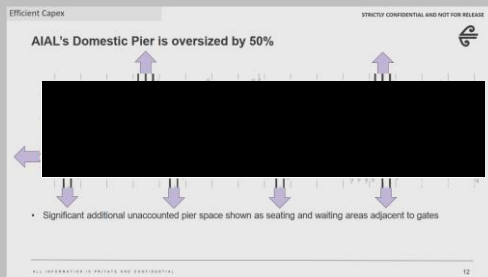 Efficient Capex
STRICTLY CONFIDENTIAL AND NOT FOR RELEASE
AIAL's Domestic Pier is oversized by 50%
• Significant additional unaccounted pier space shown as seating and waiting areas adjacent to gates
ALL INFORMATION IS PRIVATE AND CONFIDENTIAL
12